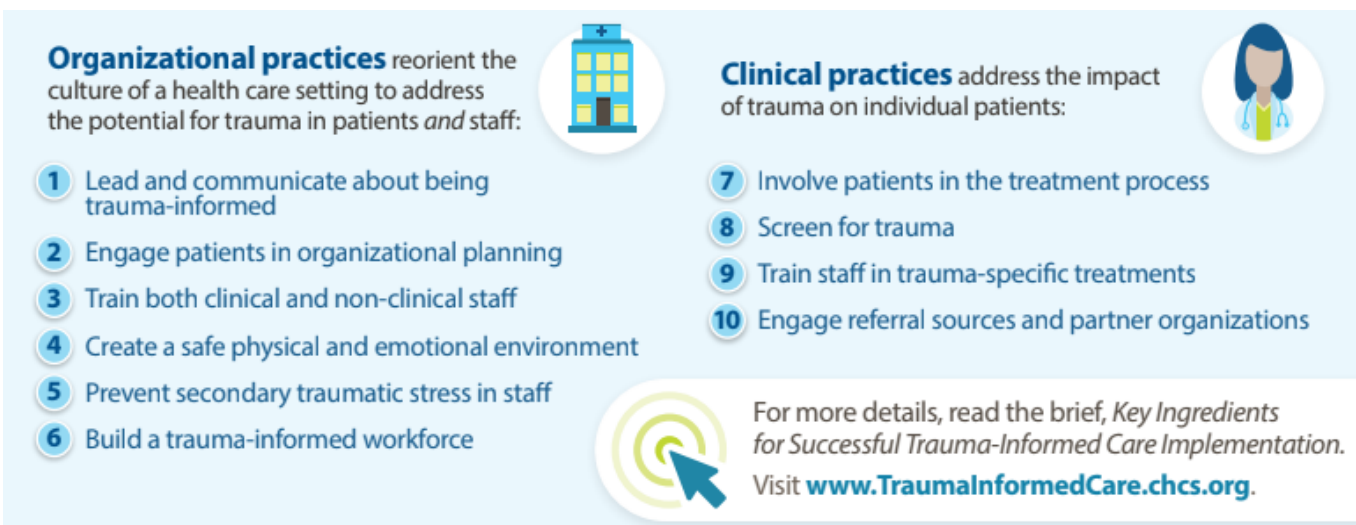 Organizational practices reorient the
culture of a health care setting to address
the potential for trauma in patients and staff:
1 Lead and communicate about being
trauma-informed
2 Engage patients in organizational planning
3 Train both clinical and non-clinical staff
4 Create a safe physical and emotional environment
5 Prevent secondary traumatic stress in staff
6 Build a trauma-informed workforce
Clinical practices address the impact
of trauma on individual patients:
7 Involve patients in the treatment process
8 Screen for trauma
9 Train staff in trauma-specific treatments
10 Engage referral sources and partner organizations
For more details, read the brief, Key Ingredients
for Successful Trauma-Informed Care Implementation.
Visit www.TraumaInformedCare.chcs.org.